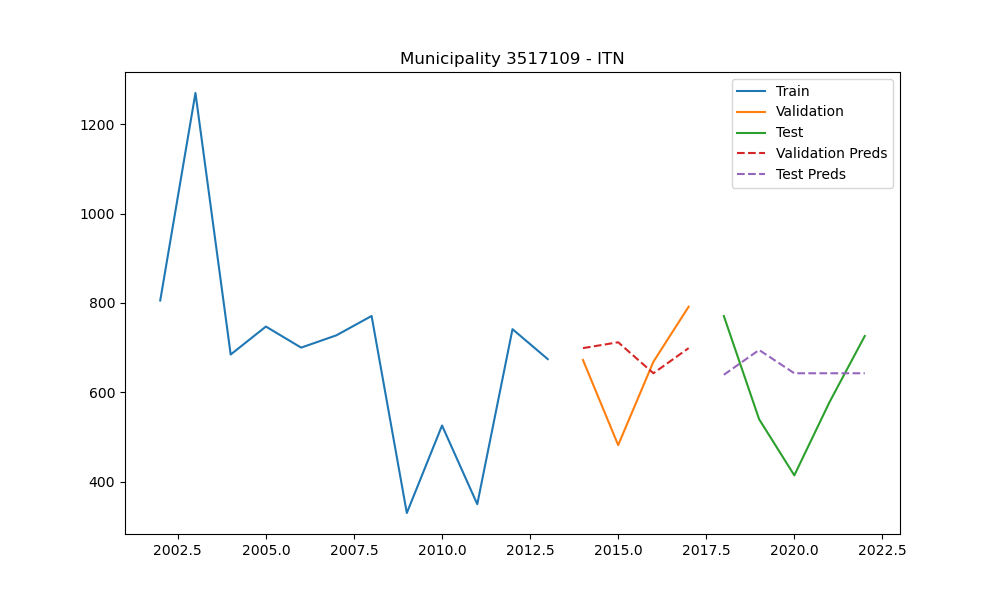 Municipality 3517109 - ITN
Train
Validation
Test
Validation Preds
Test Preds
1200
1000
800
600
400
2002.5 2005.0 2007.5 2010.0 2012.5 2015.0 2017.5 2020.0 2022.5